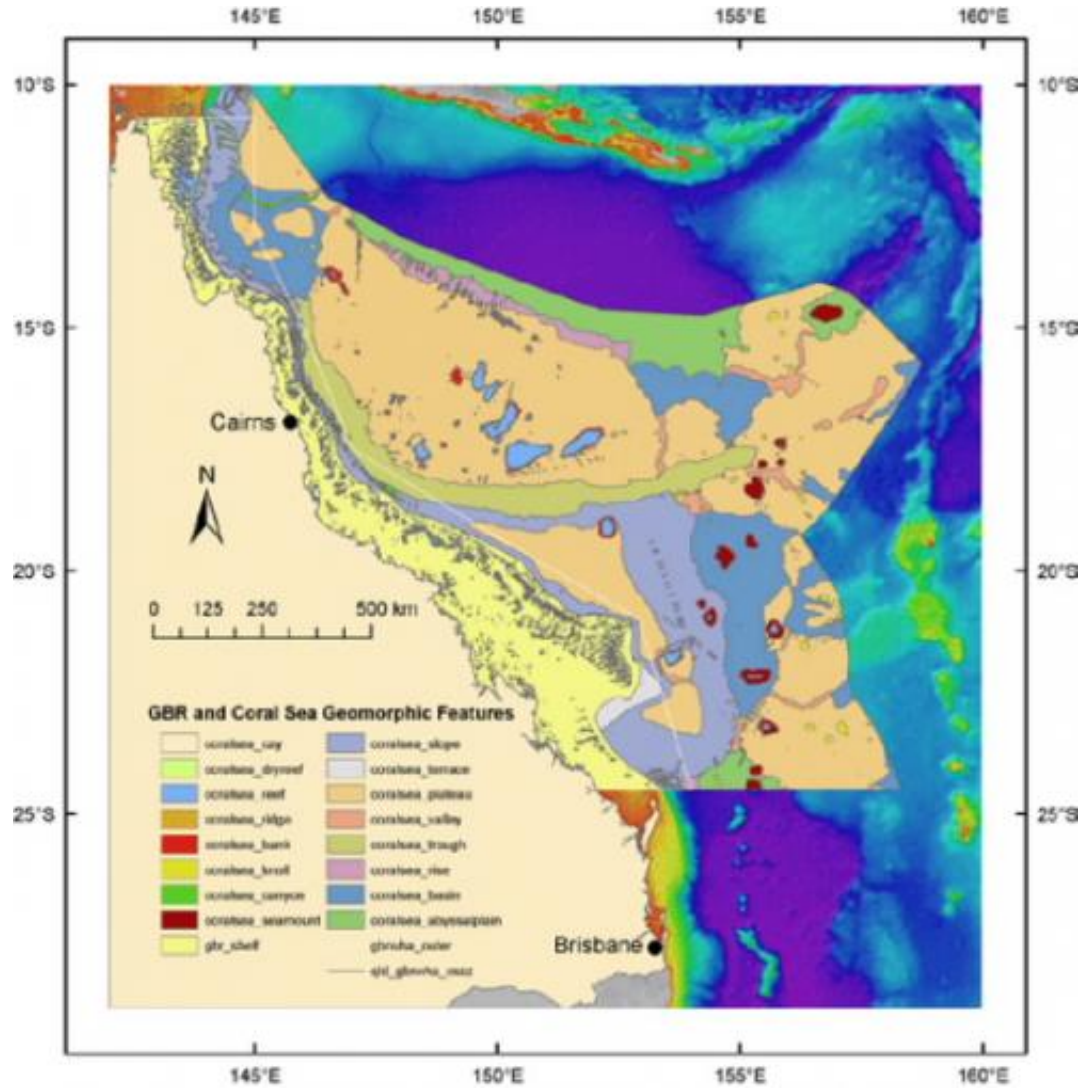 145°E 150°E 155°E 160°E
10°S 10°S
15°S 15°S
Cairns
N
20°S 20°S
0 125 250 500 km
GBR and Coral Sea Geomorphic Features
coralsea_cay coralsea_slope
coralsea_dryreef coralsea_terrace
coralsea_reef coralsea_plateau
25°S 25°S
coralsea_ridge coralsea_valley
coralsea_bank coralsea_trough
coralsea_knoll coralsea_rise
coralsea_canyon coralsea_basin
coralsea_seamount coralsea_abyssalplain
gbr_shelf gbrwha_outer
Brisbane
qld_gbrwha_coast
145°E 150°E 155°E 160°E